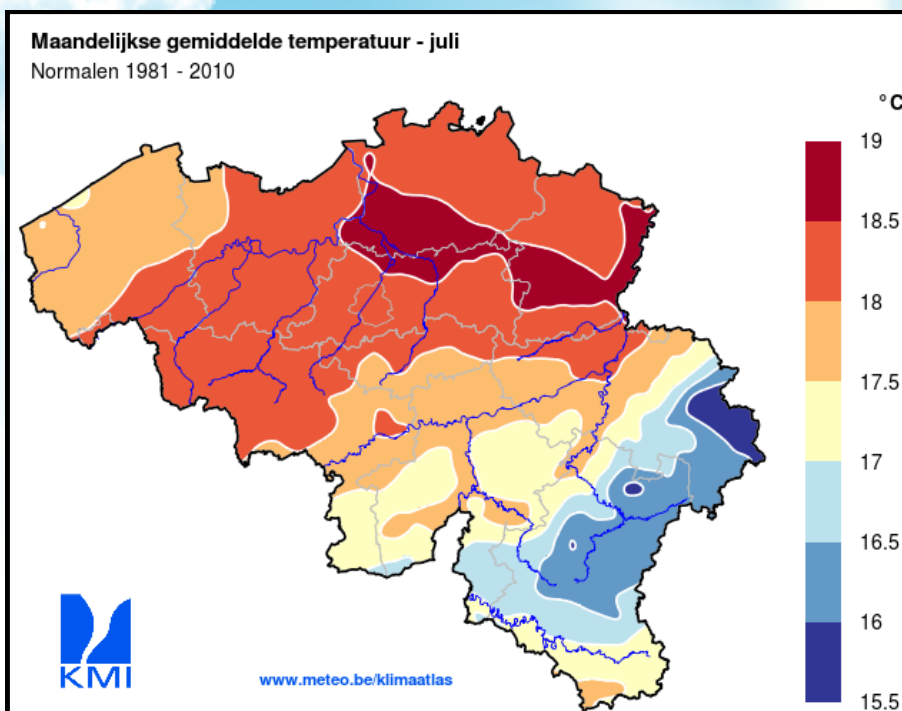 Maandelijkse gemiddelde temperatuur - juli
Normalen 1981 - 2010
°C
19
18.5
18
17.5
17
16.5
16
15.5
KMI
www.meteo.be/klimaatlas